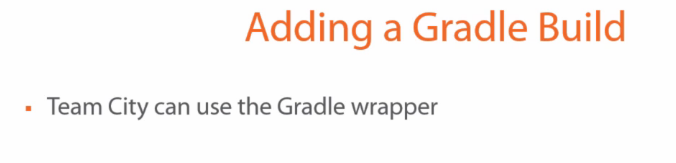 Adding a Gradle Build
▪ Team City can use the Gradle wrapper